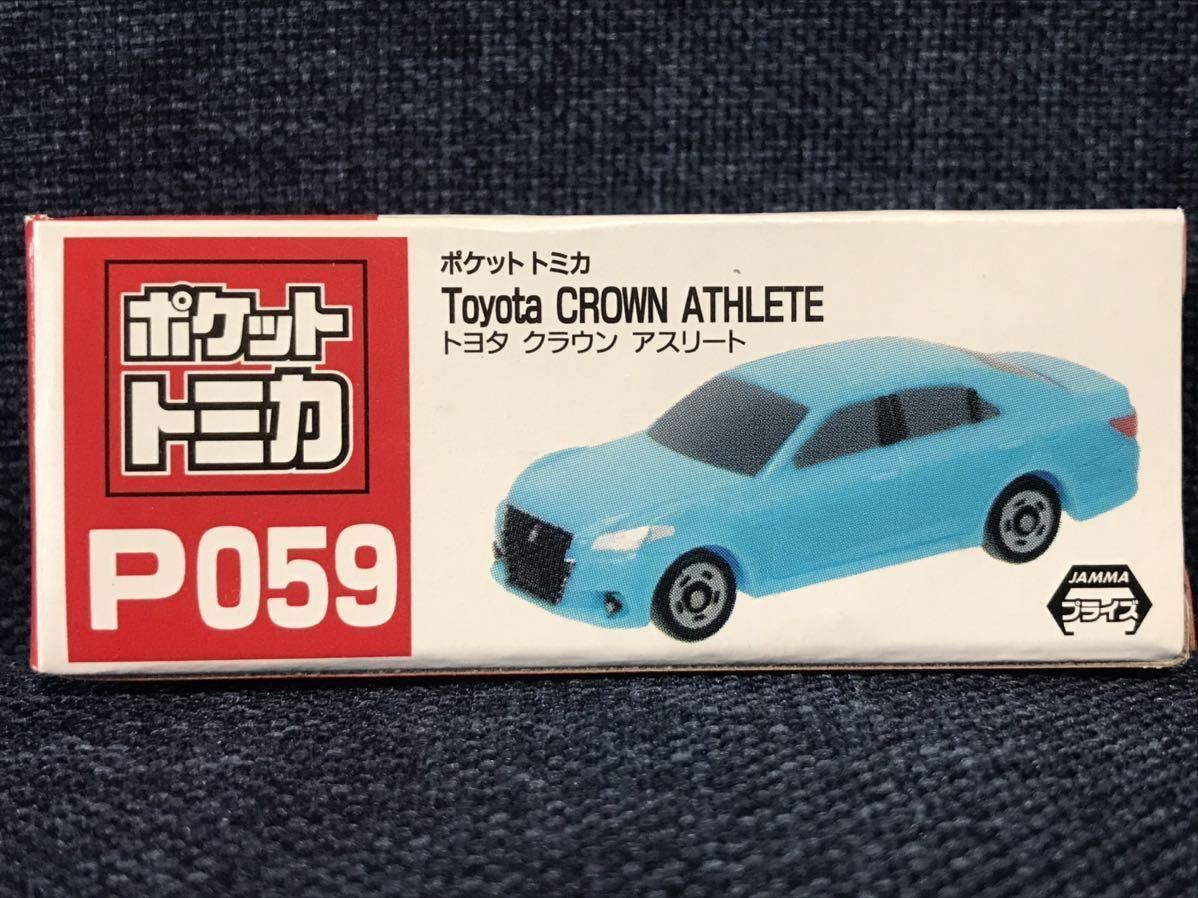 ポケット
トミカ
P059
ポケットトミカ
Toyota CROWN ATHLETE
トヨタ クラウン アスリート
JAMMA
プライズ